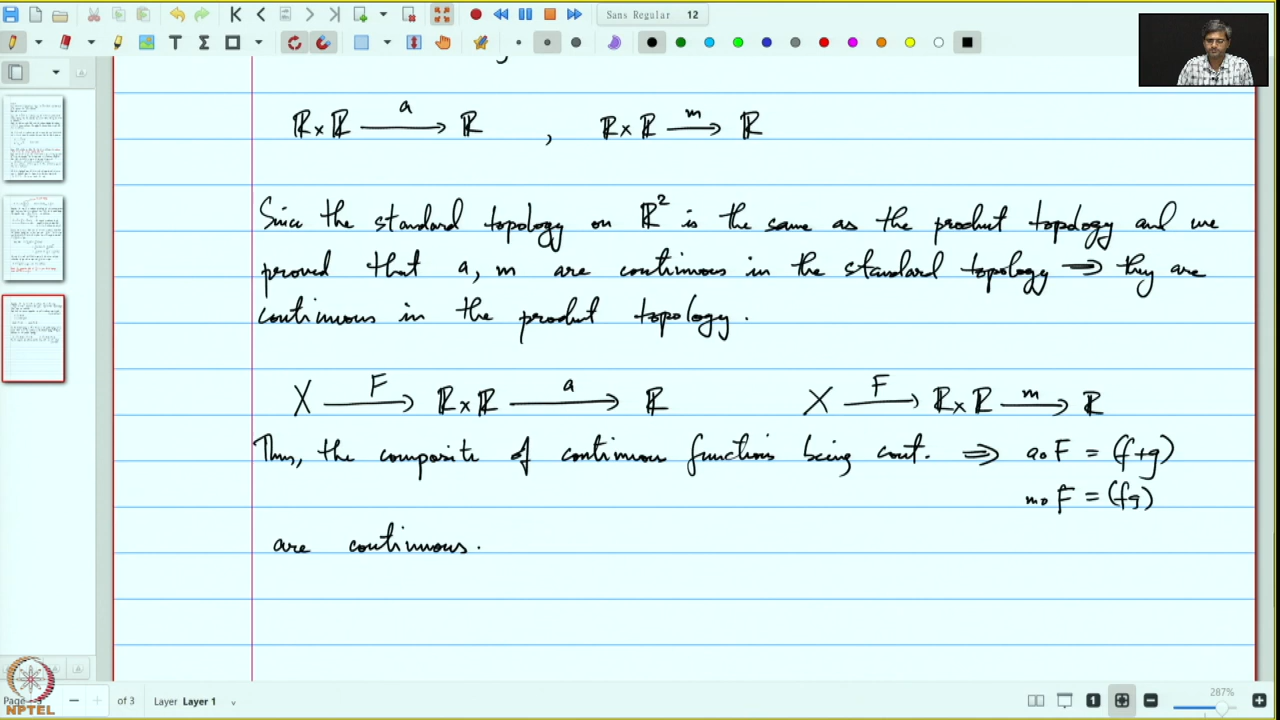 Sans Regular 12
R×R —a→ R , R×R —m→ R
Since the standard topology on R² is the same as the product topology and we
proved that a, m are continuous in the standard topology ⟹ they are
continuous in the product topology.
X —F→ R×R —a→ R X —F→ R×R —m→ R
Thus, the composite of continuous functions being cont. ⟹ a∘F = (f+g)
m∘F = (fg)
are continuous.
of 3 Layer Layer 1 1 287%
NPTEL